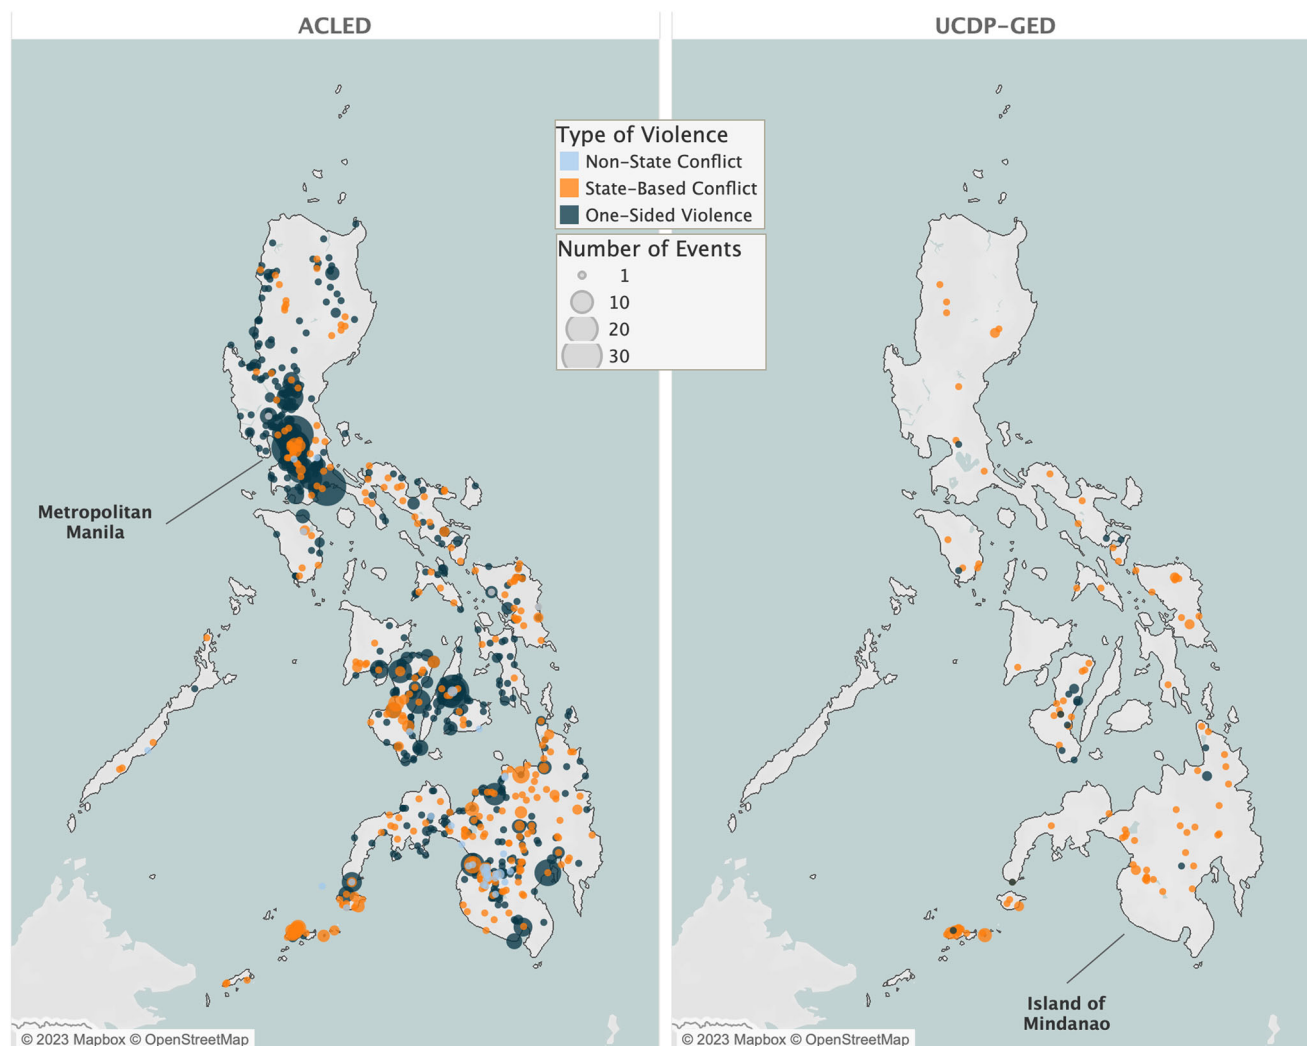 ACLED
UCDP-GED
Type of Violence
Non-State Conflict
State-Based Conflict
One-Sided Violence
Number of Events
1
10
20
30
Metropolitan
Manila
Island of
Mindanao
© 2023 Mapbox © OpenStreetMap
© 2023 Mapbox © OpenStreetMap